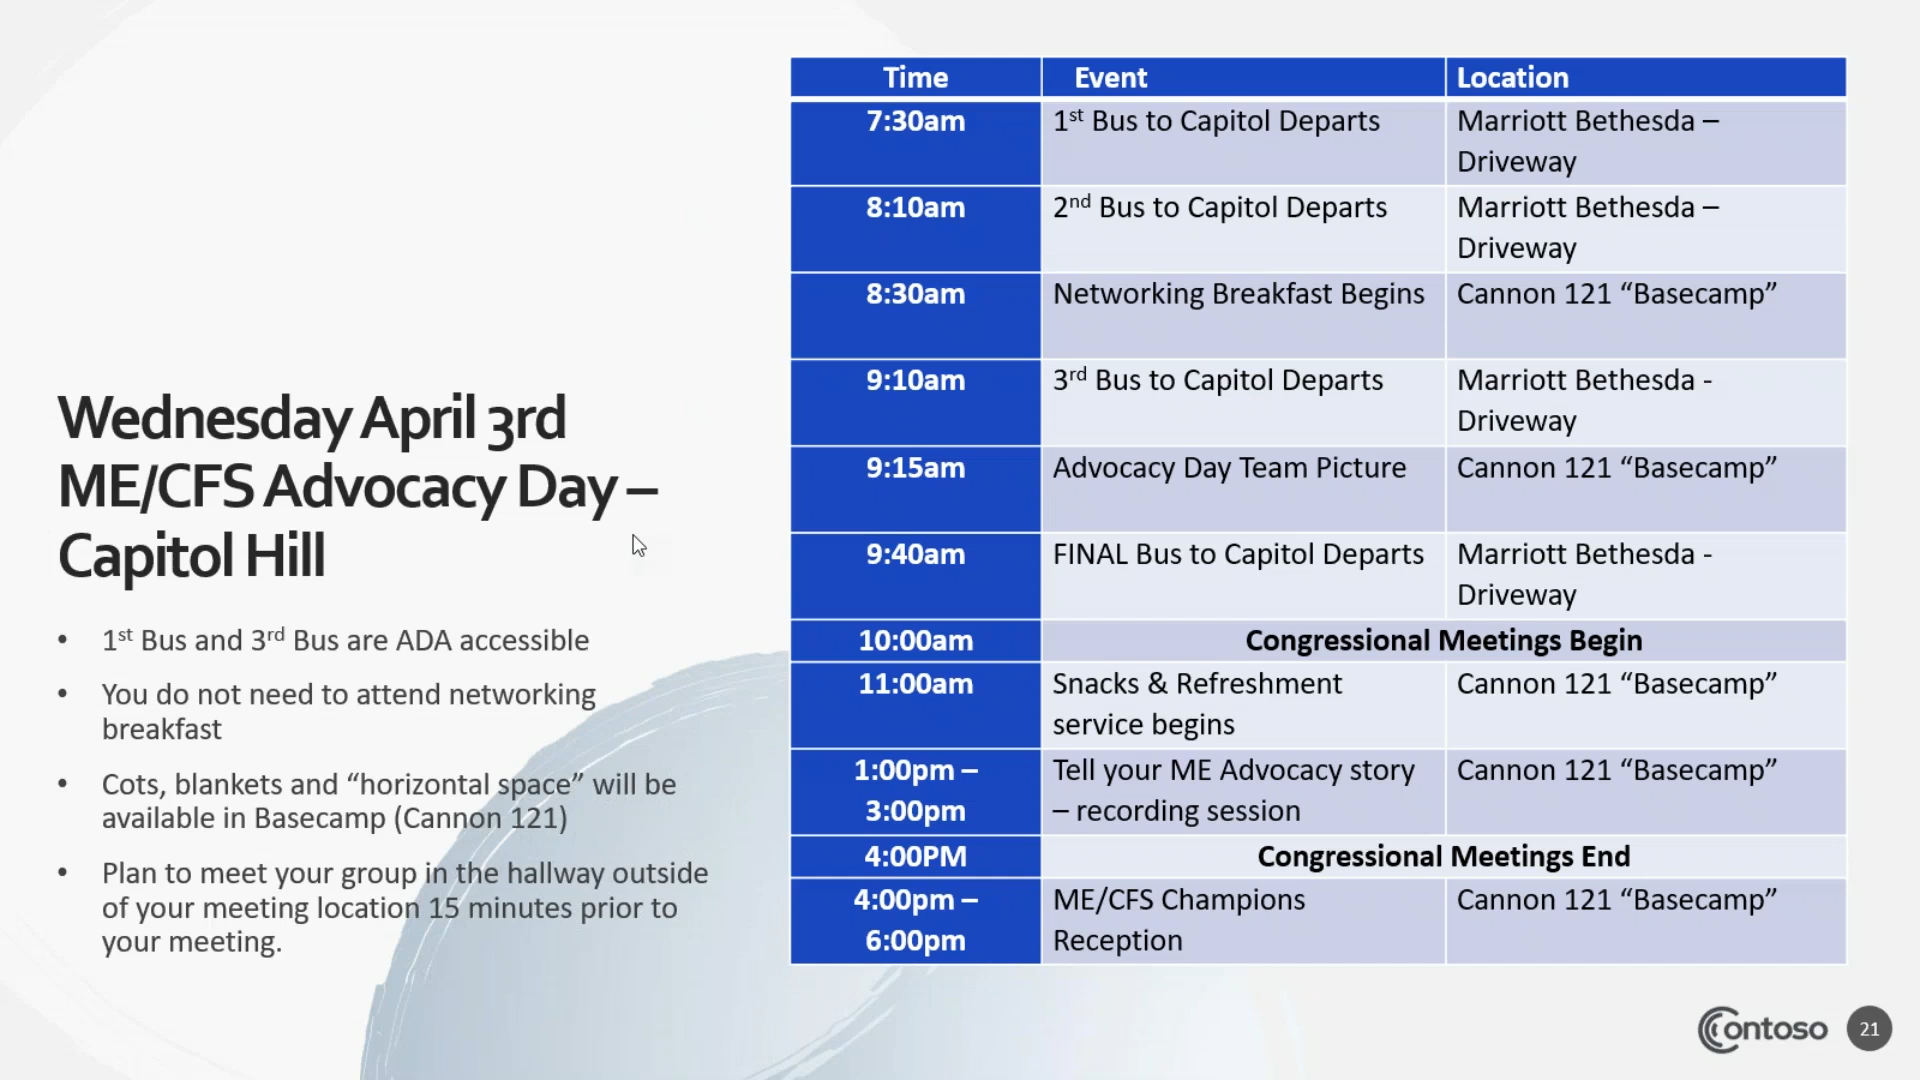 Wednesday April 3rd
ME/CFS Advocacy Day –
Capitol Hill
• 1st Bus and 3rd Bus are ADA accessible
• You do not need to attend networking
breakfast
• Cots, blankets and “horizontal space” will be
available in Basecamp (Cannon 121)
• Plan to meet your group in the hallway outside
of your meeting location 15 minutes prior to
your meeting.
Time Event Location
7:30am 1st Bus to Capitol Departs Marriott Bethesda –
Driveway
8:10am 2nd Bus to Capitol Departs Marriott Bethesda –
Driveway
8:30am Networking Breakfast Begins Cannon 121 “Basecamp”
9:10am 3rd Bus to Capitol Departs Marriott Bethesda -
Driveway
9:15am Advocacy Day Team Picture Cannon 121 “Basecamp”
9:40am FINAL Bus to Capitol Departs Marriott Bethesda -
Driveway
10:00am Congressional Meetings Begin
11:00am Snacks & Refreshment Cannon 121 “Basecamp”
service begins
1:00pm – Tell your ME Advocacy story Cannon 121 “Basecamp”
3:00pm – recording session
4:00PM Congressional Meetings End
4:00pm – ME/CFS Champions Cannon 121 “Basecamp”
6:00pm Reception
Contoso 21